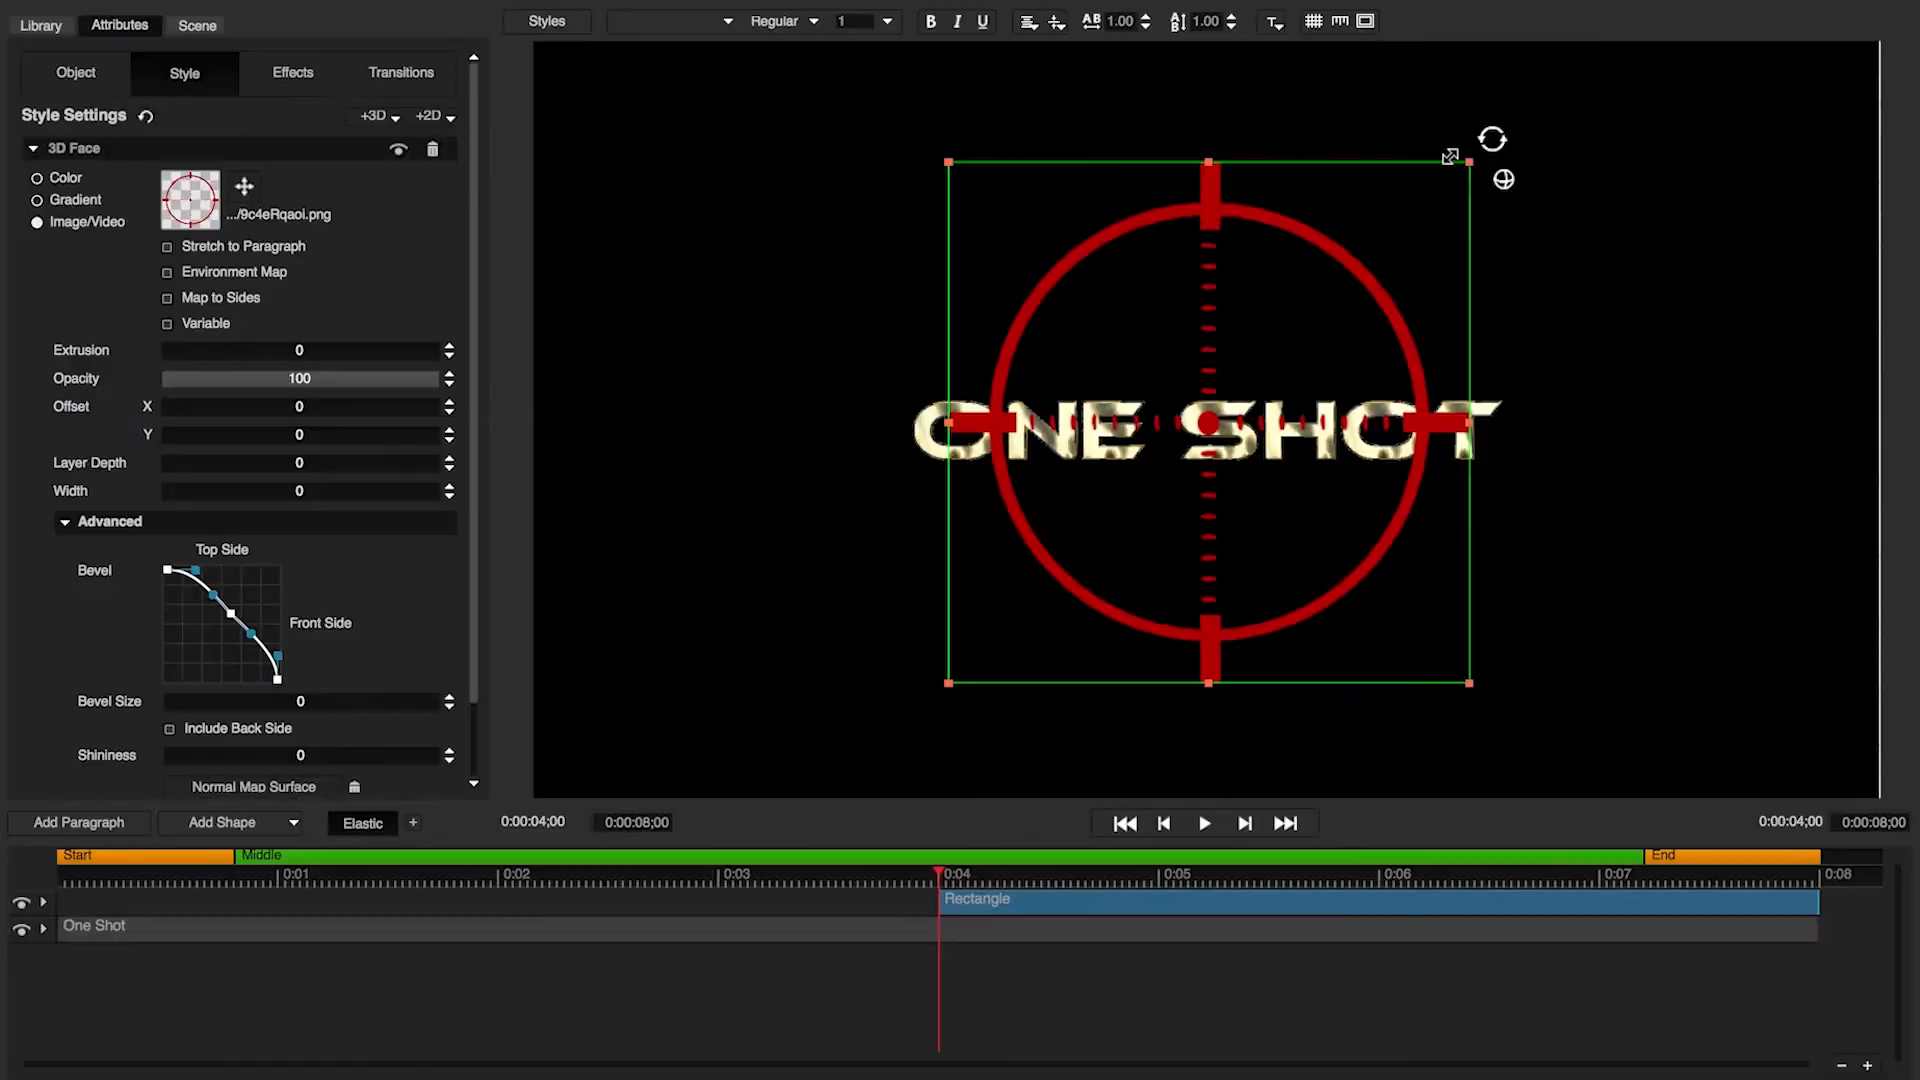 Library Attributes Scene
Styles Regular 1 B I U AB 1.00 AB 1.00 T
Object Style Effects Transitions
Style Settings +3D +2D
3D Face
Color
Gradient
Image/Video
.../9c4eRqaoi.png
Stretch to Paragraph
Environment Map
Map to Sides
Variable
Extrusion 0
Opacity 100
Offset X 0
Y 0
Layer Depth 0
Width 0
Advanced
Top Side
Bevel
Front Side
Bevel Size 0
Include Back Side
Shininess 0
Normal Map Surface
ONE SHOT
Add Paragraph Add Shape Elastic + 0:00:04;00 0:00:08;00 0:00:04;00 0:00:08;00
Start Middle End
0:01 0:02 0:03 0:04 0:05 0:06 0:07 0:08
Rectangle
One Shot